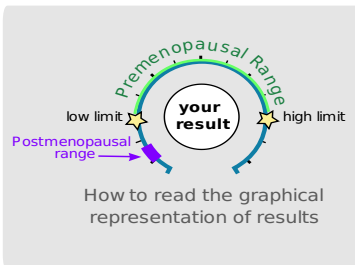 Premenopausal Range
your
result
low limit
high limit
Postmenopausal
range
How to read the graphical
representation of results